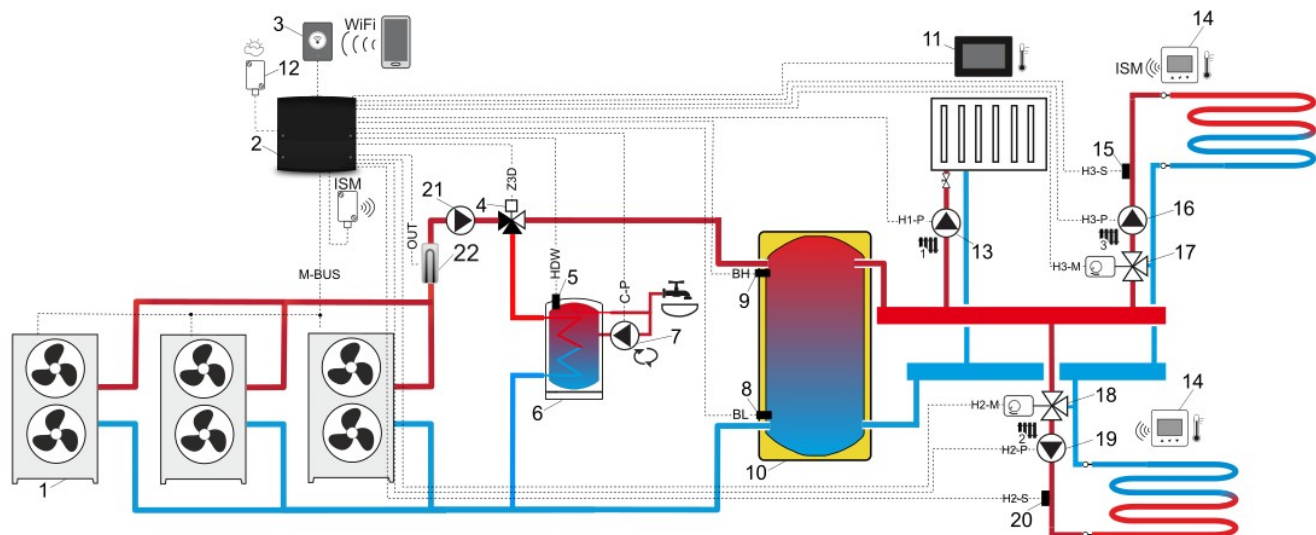 3
WiFi
12
2
ISM
M-BUS
OUT
22
21
4
Z3D
HDW
5
C-P
7
6
1
BH
9
8
BL
10
11
H1-P
1
13
14
ISM
15
H3-S
H3-P
16
3
H3-M
17
H2-M
18
14
2
H2-P
19
H2-S
20